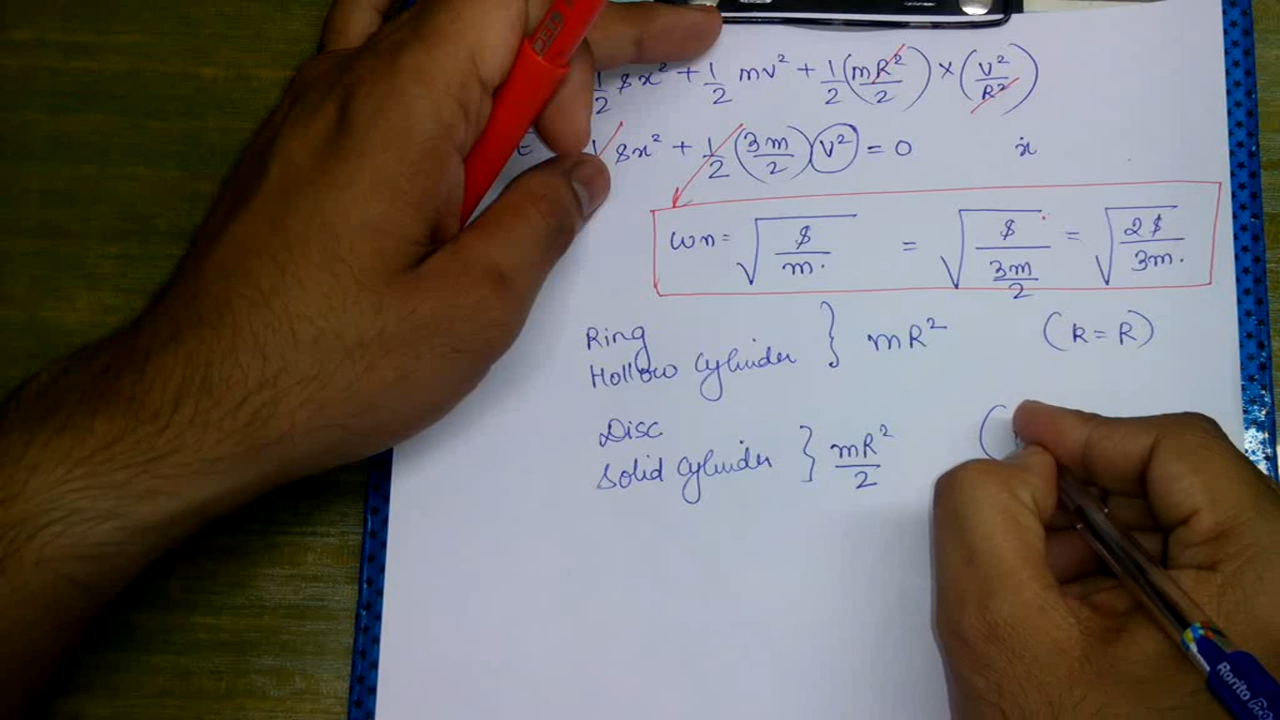 1/2 sx² + 1/2 mv² + 1/2 (mR²/2) × (v²/R²)
E 1 sx² + 1/2 (3m/2) (v²) = 0 ẋ
ωn = √(s/m) = √(s/(3m/2)) = √(2s/3m)
Ring
Hollow cylinder } mR² (k = R)
Disc
Solid cylinder } mR²/2 (
Rorito